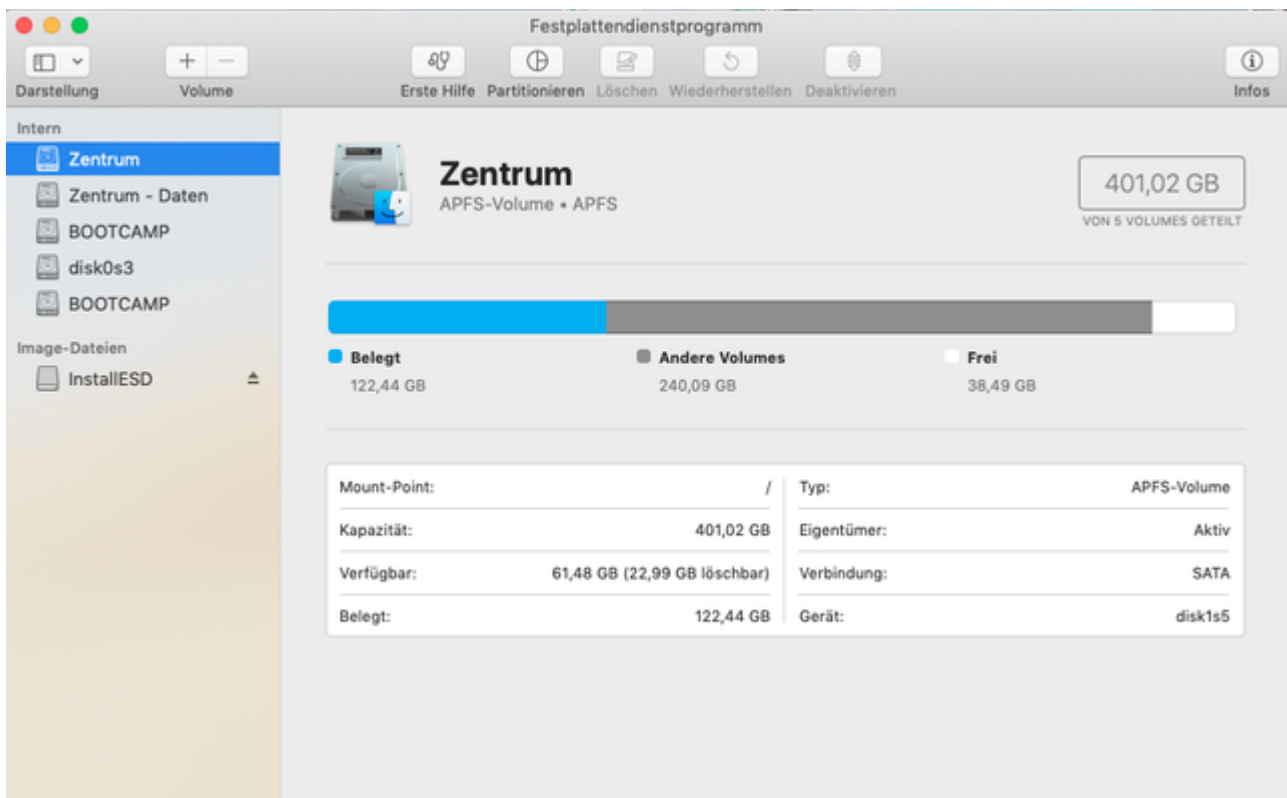 Festplattendienstprogramm
Darstellung Volume Erste Hilfe Partitionieren Löschen Wiederherstellen Deaktivieren Infos
Intern
Zentrum
Zentrum - Daten
BOOTCAMP
disk0s3
BOOTCAMP
Image-Dateien
InstallESD
Zentrum
APFS-Volume • APFS
401,02 GB
VON 5 VOLUMES GETEILT
Belegt Andere Volumes Frei
122,44 GB 240,09 GB 38,49 GB
Mount-Point: / Typ: APFS-Volume
Kapazität: 401,02 GB Eigentümer: Aktiv
Verfügbar: 61,48 GB (22,99 GB löschbar) Verbindung: SATA
Belegt: 122,44 GB Gerät: disk1s5